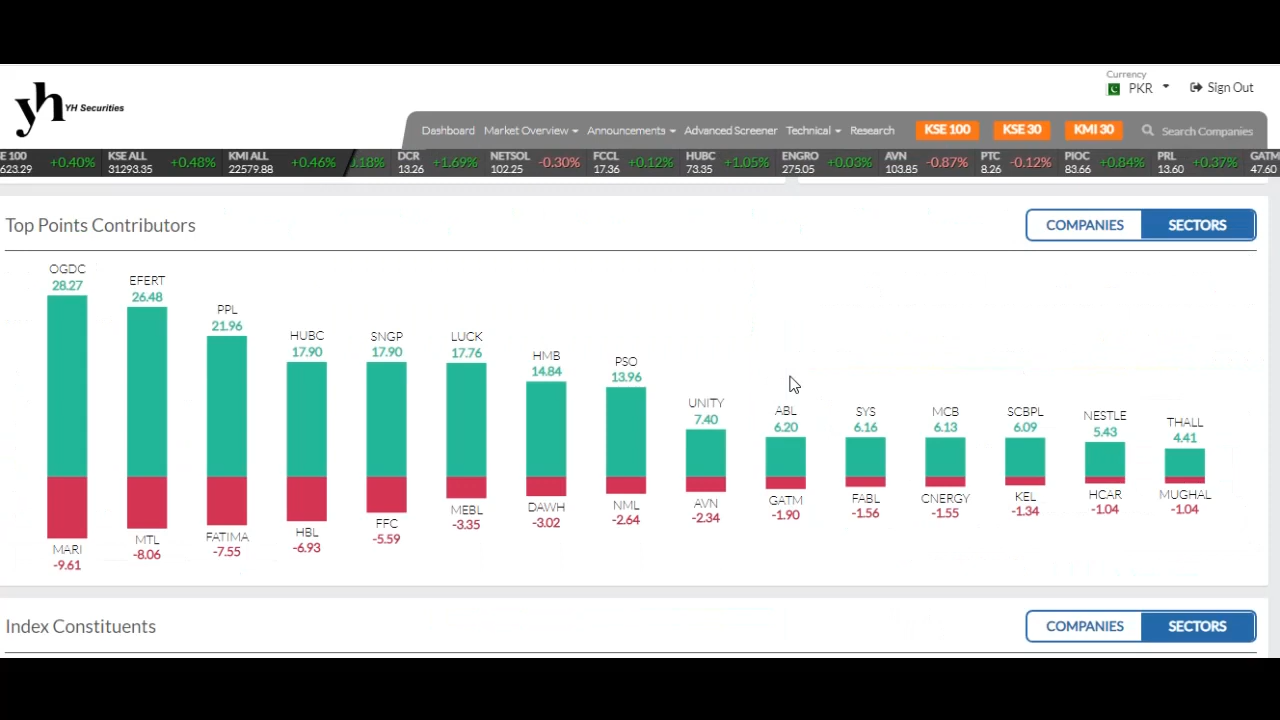 Currency
PKR
Sign Out
yh YH Securities
Dashboard Market Overview Announcements Advanced Screener Technical Research KSE 100 KSE 30 KMI 30 Search Companies
E 100 +0.40% KSE ALL +0.48% KMI ALL +0.46% 0.18% DCR +1.69% NETSOL -0.30% FCCL +0.12% HUBC +1.05% ENGRO +0.03% AVN -0.87% PTC -0.12% PIOC +0.84% PRL +0.37% GATM
623.29 31293.35 22579.88 13.26 102.25 17.36 73.35 275.05 103.85 8.26 83.66 13.60 47.60
Top Points Contributors COMPANIES SECTORS
OGDC EFERT PPL HUBC SNGP LUCK HMB PSO UNITY ABL SYS MCB SCBPL NESTLE THALL
28.27 26.48 21.96 17.90 17.90 17.76 14.84 13.96 7.40 6.20 6.16 6.13 6.09 5.43 4.41
MARI MTL FATIMA HBL FFC MEBL DAWH NML AVN GATM FABL CNERGY KEL HCAR MUGHAL
-9.61 -8.06 -7.55 -6.93 -5.59 -3.35 -3.02 -2.64 -2.34 -1.90 -1.56 -1.55 -1.34 -1.04 -1.04
Index Constituents COMPANIES SECTORS